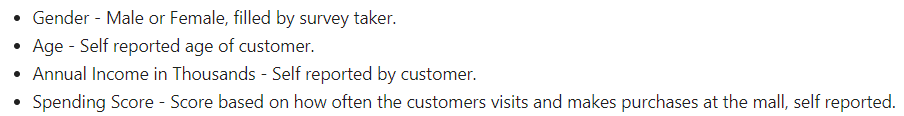 • Gender - Male or Female, filled by survey taker.
• Age - Self reported age of customer.
• Annual Income in Thousands - Self reported by customer.
• Spending Score - Score based on how often the customers visits and makes purchases at the mall, self reported.